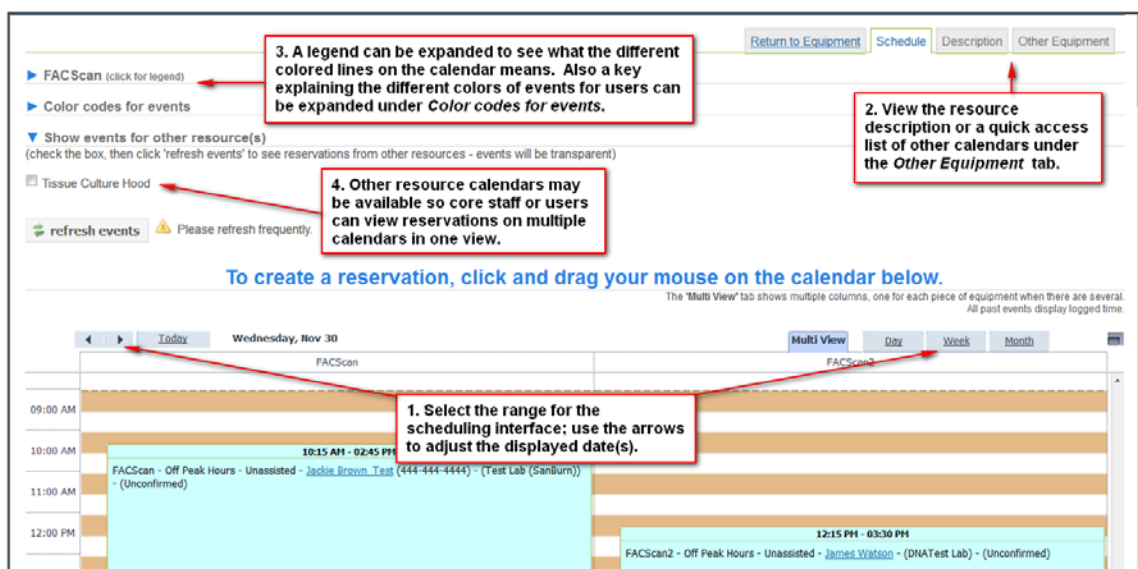 Return to Equipment Schedule Description Other Equipment
3. A legend can be expanded to see what the different
colored lines on the calendar means. Also a key
explaining the different colors of events for users can
be expanded under Color codes for events.
FACScan (click for legend)
Color codes for events
2. View the resource
description or a quick access
list of other calendars under
the Other Equipment tab.
Show events for other resource(s)
(check the box, then click 'refresh events' to see reservations from other resources - events will be transparent)
Tissue Culture Hood
4. Other resource calendars may
be available so core staff or users
can view reservations on multiple
calendars in one view.
refresh events Please refresh frequently.
To create a reservation, click and drag your mouse on the calendar below.
The "Multi View" tab shows multiple columns, one for each piece of equipment when there are several.
All past events display logged time.
Today Wednesday, Nov 30 Multi View Day Week Month
FACScan FACScan2
1. Select the range for the
scheduling interface; use the arrows
to adjust the displayed date(s).
09:00 AM
10:00 AM
10:15 AM - 02:45 PM
FACScan - Off Peak Hours - Unassisted - Jackie Brown_Test (444-444-4444) - (Test Lab (SanBurn))
- (Unconfirmed)
11:00 AM
12:00 PM
12:15 PM - 03:30 PM
FACScan2 - Off Peak Hours - Unassisted - James Watson - (DNATest Lab) - (Unconfirmed)